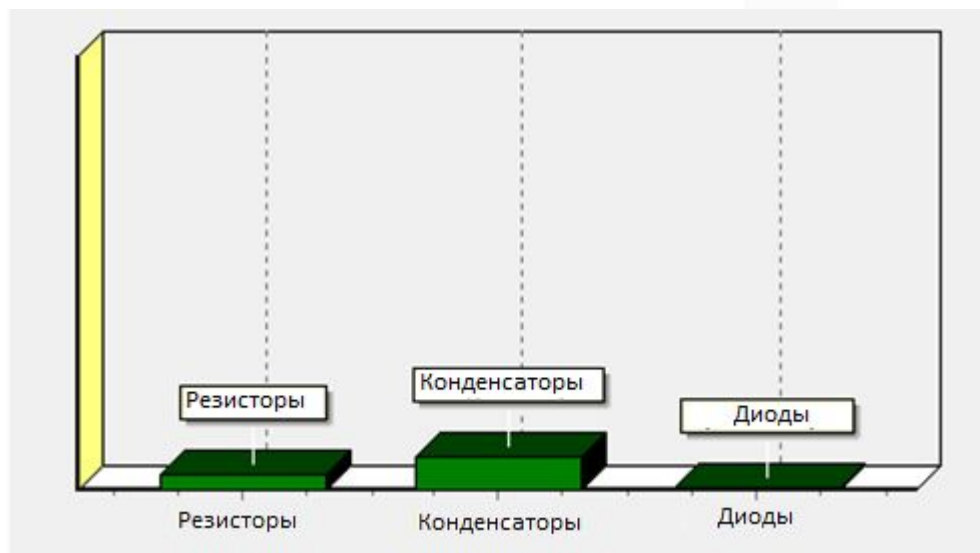 Резисторы
Конденсаторы
Диоды
Резисторы
Конденсаторы
Диоды